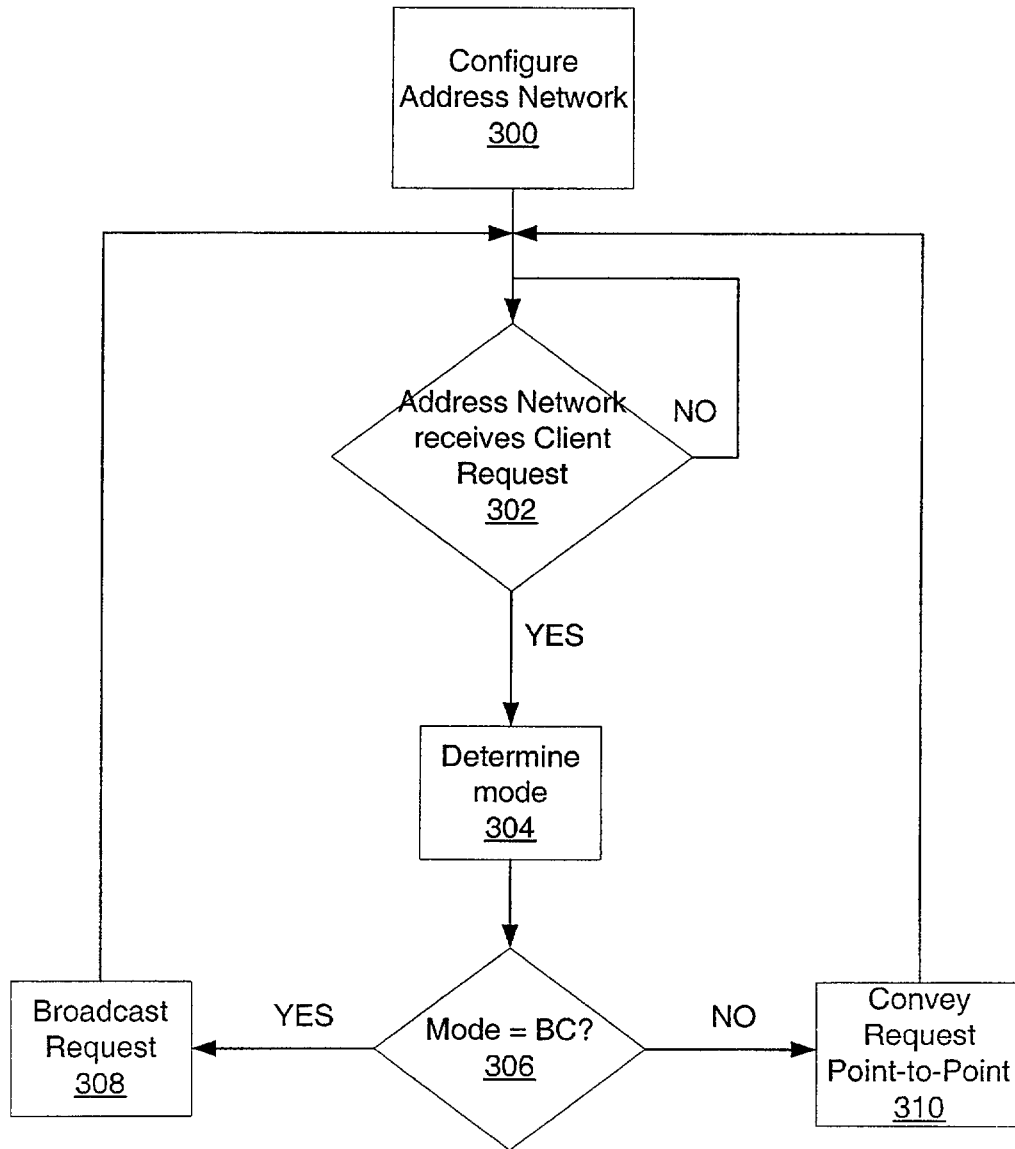 Configure
Address Network
300
Address Network
receives Client
Request
302
NO
YES
Determine
mode
304
Broadcast
Request
308
YES
Mode = BC?
306
NO
Convey
Request
Point-to-Point
310